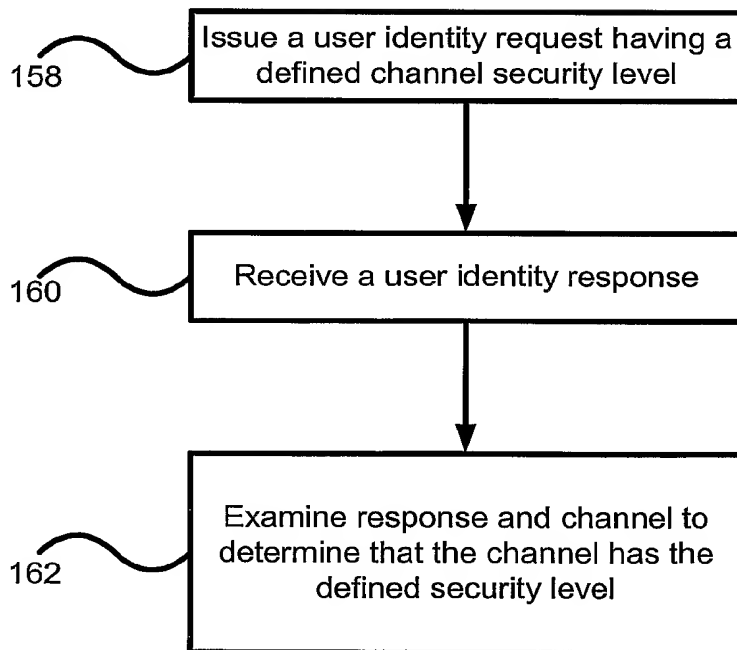 Issue a user identity request having a
defined channel security level
158
Receive a user identity response
160
Examine response and channel to
determine that the channel has the
defined security level
162